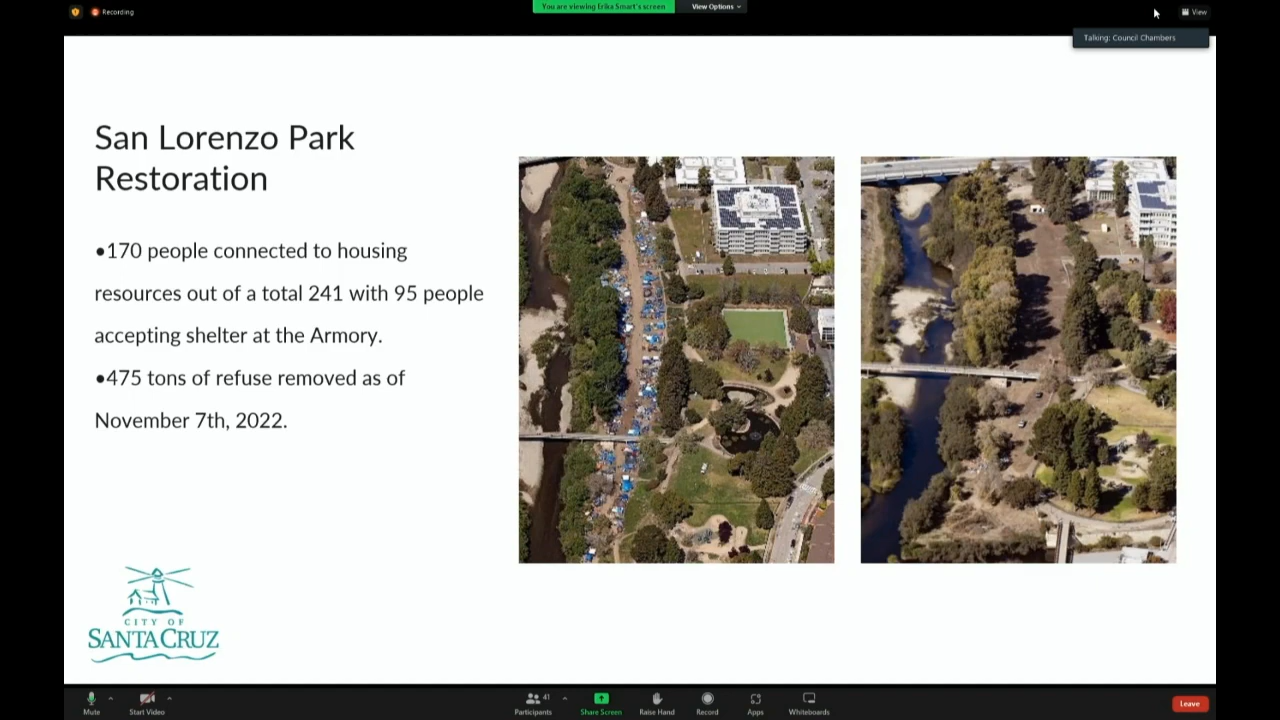 Recording
You are viewing Erika Smart's screen
View Options
View
Talking: Council Chambers
San Lorenzo Park
Restoration
•170 people connected to housing
resources out of a total 241 with 95 people
accepting shelter at the Armory.
•475 tons of refuse removed as of
November 7th, 2022.
CITY OF
SANTA CRUZ
Mute
Start Video
41
Participants
Share Screen
Raise Hand
Record
Apps
Whiteboards
Leave